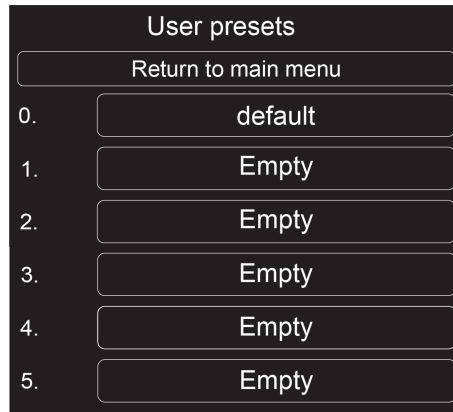 User presets
Return to main menu
0. default
1. Empty
2. Empty
3. Empty
4. Empty
5. Empty